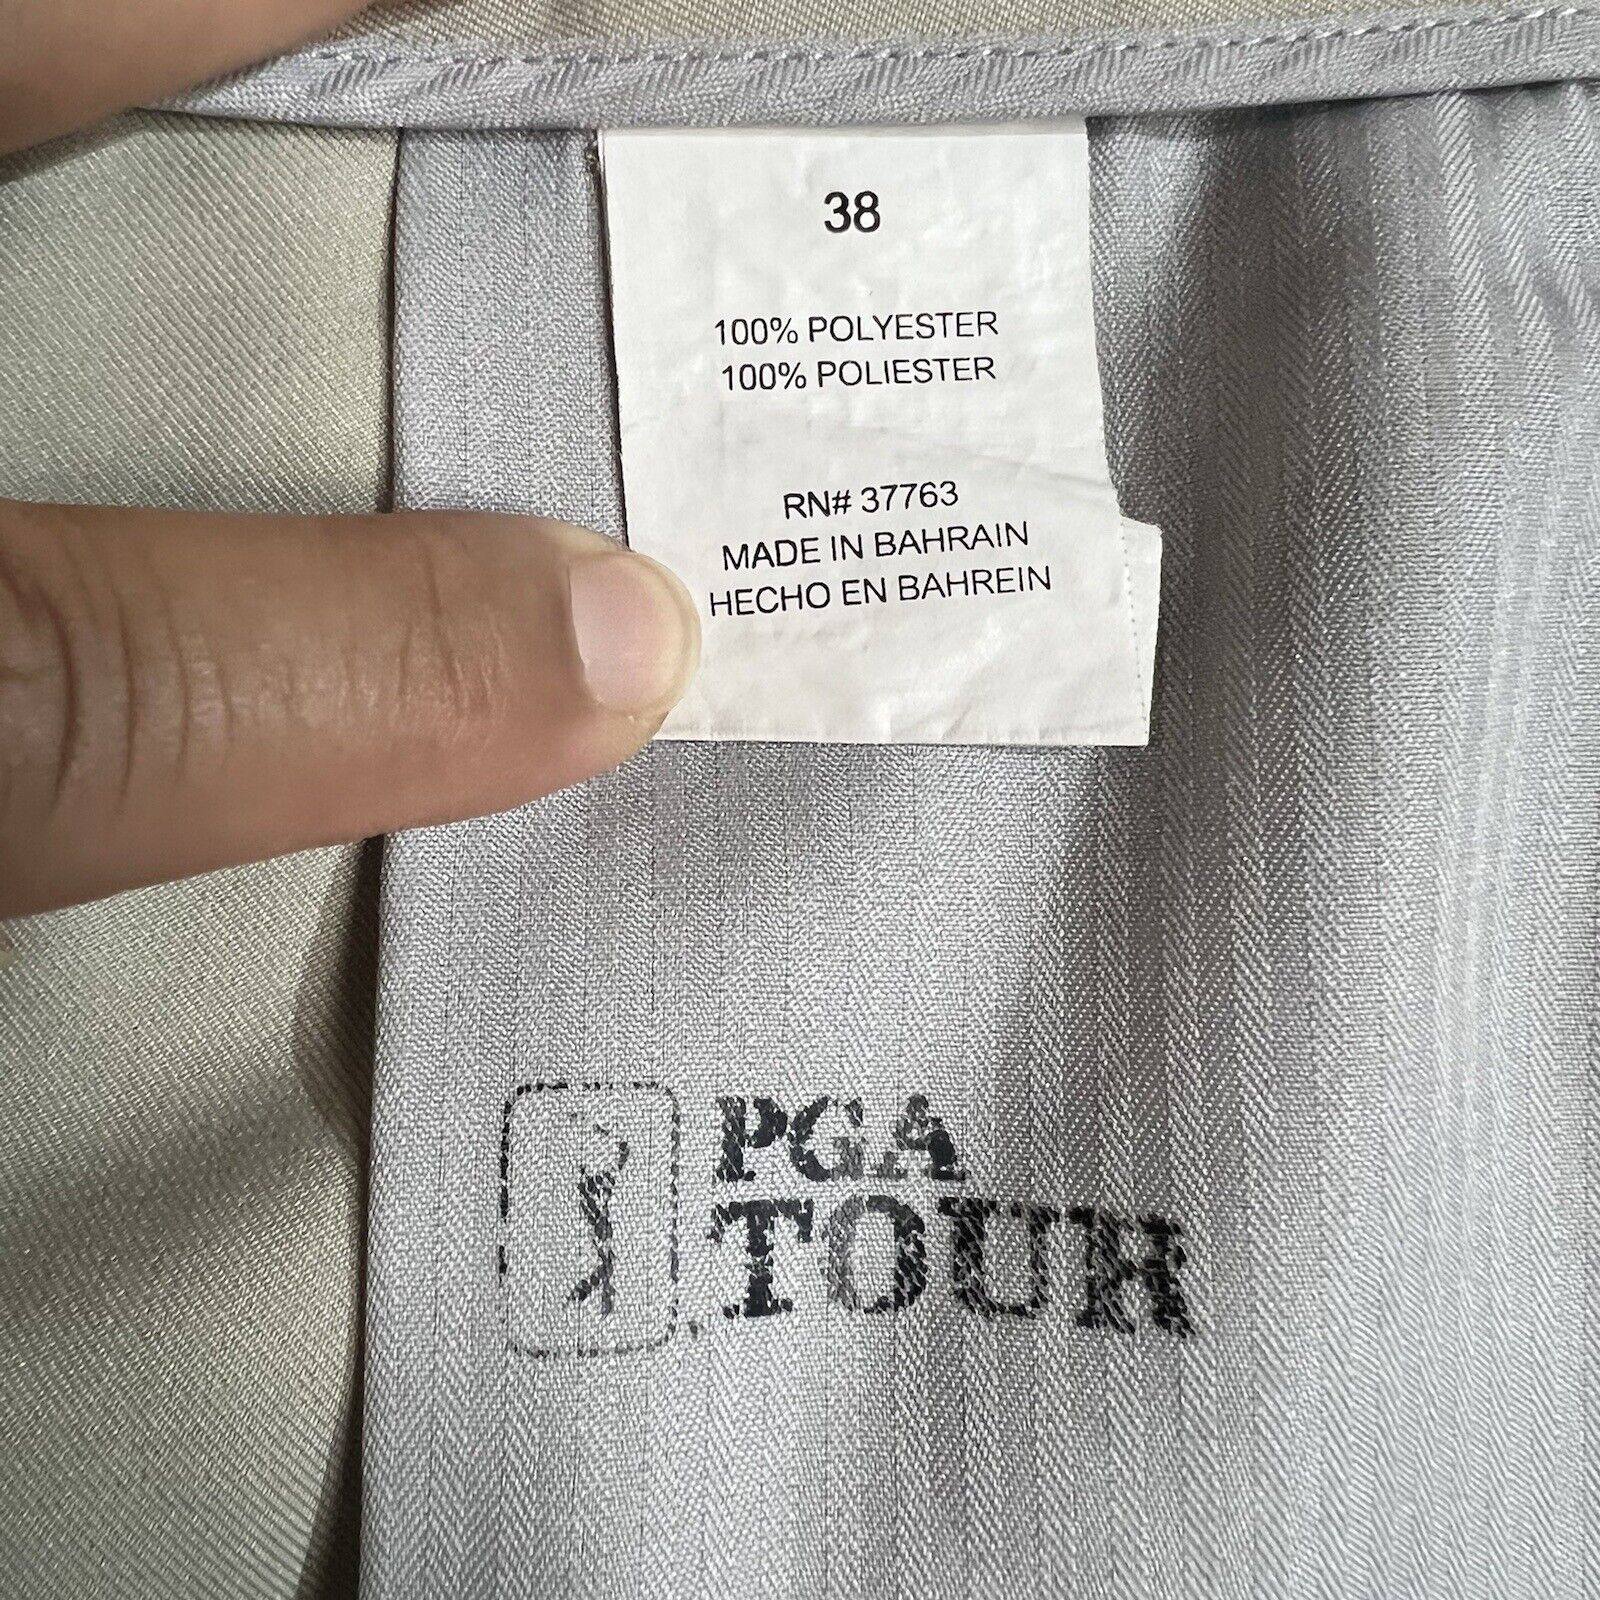 38
100% POLYESTER
100% POLIESTER
RN# 37763
MADE IN BAHRAIN
HECHO EN BAHREIN
PGA
TOUR